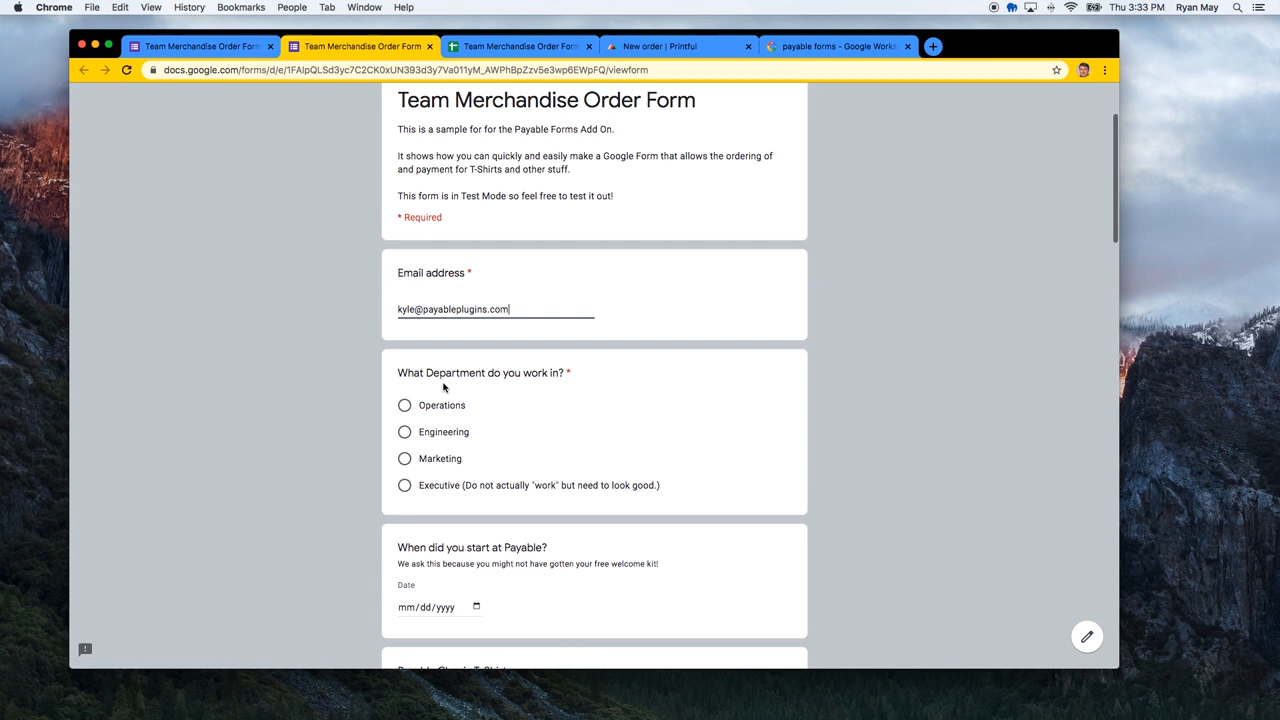 Chrome File Edit View History Bookmarks People Tab Window Help Thu 3:33 PM Ryan May
Team Merchandise Order Form Team Merchandise Order Form Team Merchandise Order Form New order | Printful payable forms - Google Works
docs.google.com/forms/d/e/1FAIpQLSd3yc7C2CK0xUN393d3y7Va011yM_AWPhBpZzv5e3wp6EWpFQ/viewform
Team Merchandise Order Form
This is a sample for for the Payable Forms Add On.
It shows how you can quickly and easily make a Google Form that allows the ordering of
and payment for T-Shirts and other stuff.
This form is in Test Mode so feel free to test it out!
* Required
Email address *
kyle@payableplugins.com
What Department do you work in? *
Operations
Engineering
Marketing
Executive (Do not actually "work" but need to look good.)
When did you start at Payable?
We ask this because you might not have gotten your free welcome kit!
Date
mm/dd/yyyy